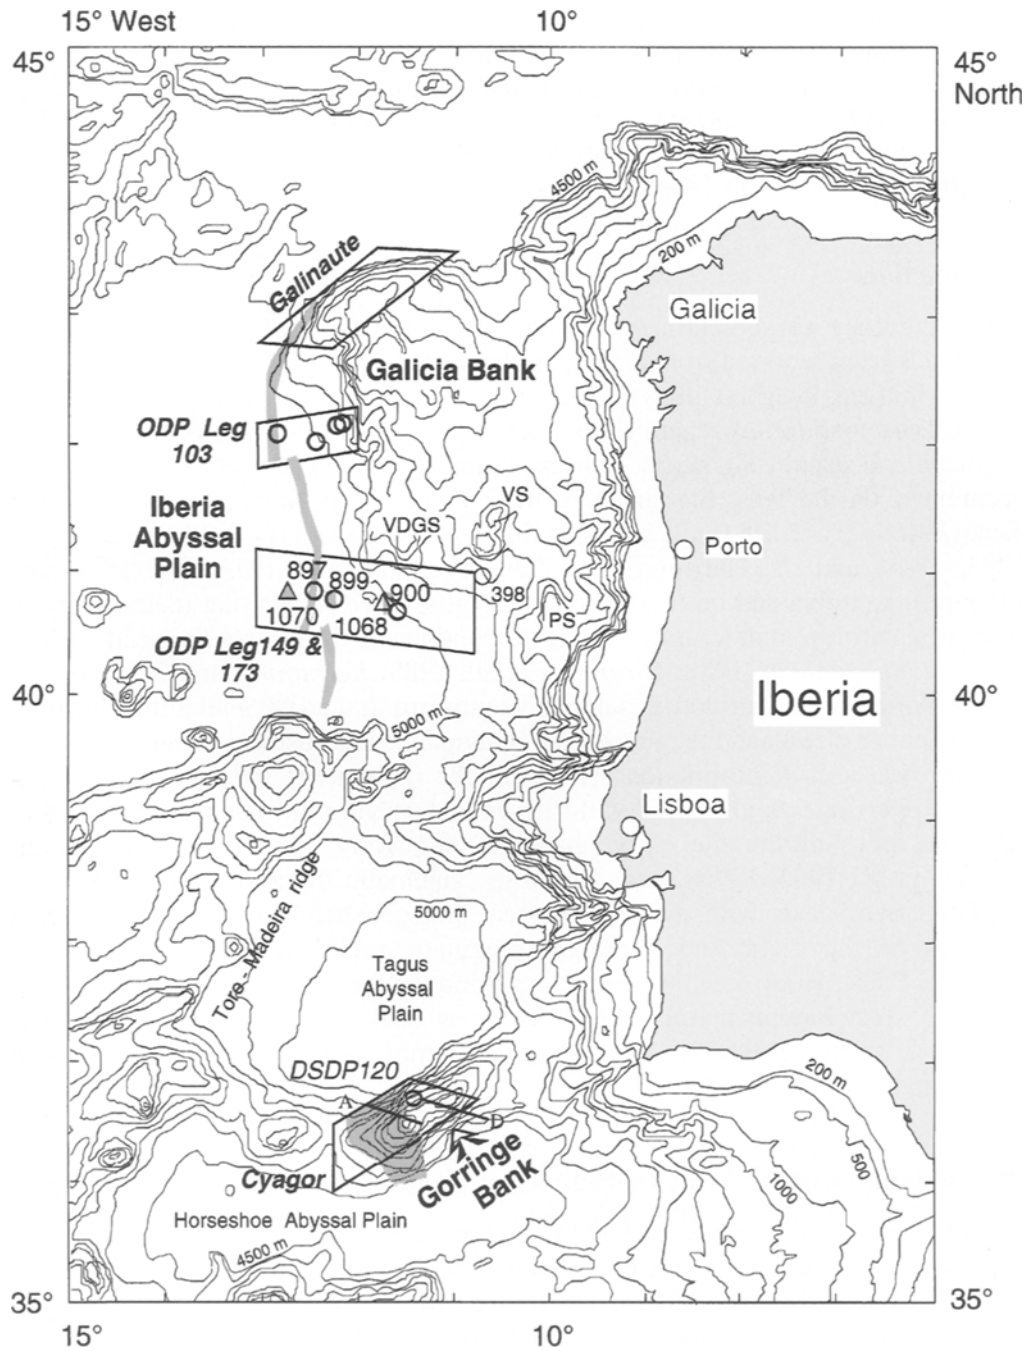 15° West
10°
45°
45°
North
4500 m
200 m
Galinaute
Galicia
Galicia Bank
ODP Leg
103
VS
Iberia
Abyssal
Plain
VDGS
Porto
897
899
900
398
1070
1068
PS
ODP Leg149 &
173
Iberia
40°
40°
5000 m
Lisboa
Tore - Madeira ridge
5000 m
Tagus
Abyssal
Plain
DSDP120
A
D
200 m
Gorringe
Bank
Cyagor
500
1000
Horseshoe Abyssal Plain
4500 m
35°
35°
15°
10°